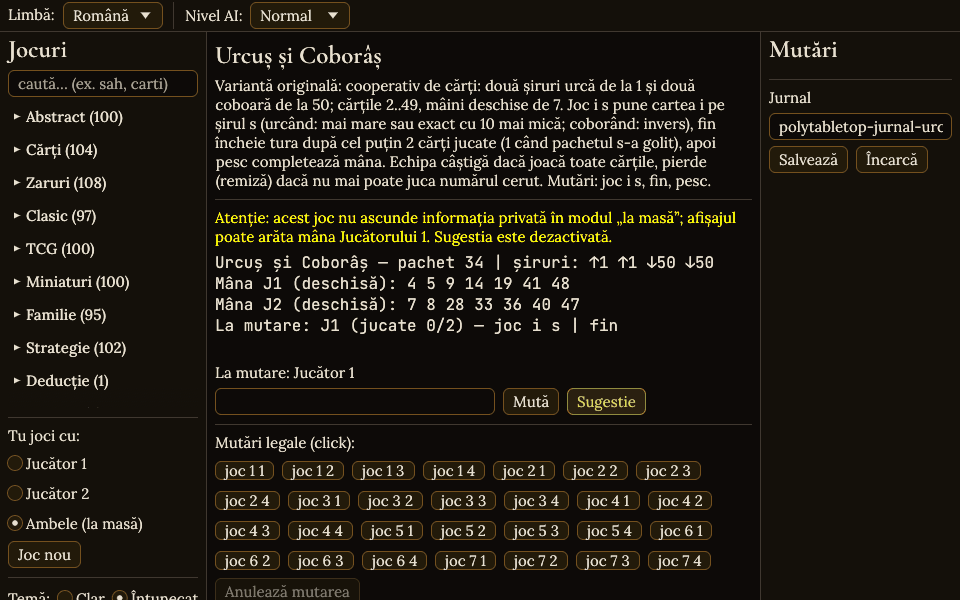 Limbă: Română ▼ Nivel AI: Normal ▼
Jocuri
caută... (ex. sah, carti)
▸ Abstract (100)
▸ Cărți (104)
▸ Zaruri (108)
▸ Clasic (97)
▸ TCG (100)
▸ Miniaturi (100)
▸ Familie (95)
▸ Strategie (102)
▸ Deducție (1)
Tu joci cu:
Jucător 1
Jucător 2
Ambele (la masă)
Joc nou
Temă: Clar Întunecat
Urcuș și Coborâș
Variantă originală: cooperativ de cărți: două șiruri urcă de la 1 și două
coboară de la 50; cărțile 2..49, mâini deschise de 7. Joc i s pune cartea i pe
șirul s (urcând: mai mare sau exact cu 10 mai mică; coborând: invers), fin
încheie tura după cel puțin 2 cărți jucate (1 când pachetul s-a golit), apoi
pesc completează mâna. Echipa câștigă dacă joacă toate cărțile, pierde
(remiză) dacă nu mai poate juca numărul cerut. Mutări: joc i s, fin, pesc.
Atenție: acest joc nu ascunde informația privată în modul „la masă”; afișajul
poate arăta mâna Jucătorului 1. Sugestia este dezactivată.
Urcuș și Coborâș — pachet 34 | șiruri: ↑1 ↑1 ↓50 ↓50
Mâna J1 (deschisă): 4 5 9 14 19 41 48
Mâna J2 (deschisă): 7 8 28 33 36 40 47
La mutare: J1 (jucate 0/2) — joc i s | fin
La mutare: Jucător 1
Mută Sugestie
Mutări legale (click):
joc 1 1 joc 1 2 joc 1 3 joc 1 4 joc 2 1 joc 2 2 joc 2 3
joc 2 4 joc 3 1 joc 3 2 joc 3 3 joc 3 4 joc 4 1 joc 4 2
joc 4 3 joc 4 4 joc 5 1 joc 5 2 joc 5 3 joc 5 4 joc 6 1
joc 6 2 joc 6 3 joc 6 4 joc 7 1 joc 7 2 joc 7 3 joc 7 4
Anulează mutarea
Mutări
Jurnal
polytabletop-jurnal-urc
Salvează Încarcă